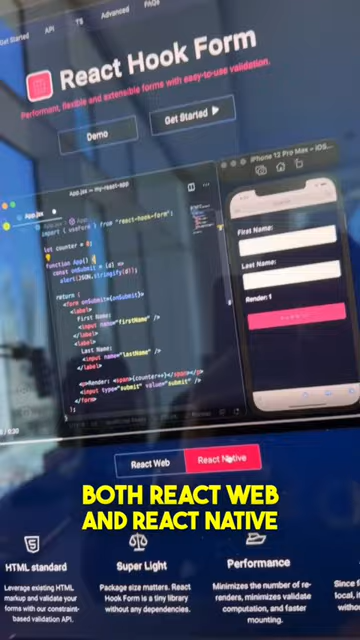 Get Started
API
TS
Advanced
FAQs
React Hook Form
Performant, flexible and extensible forms with easy-to-use validation.
Demo
Get Started ▶
App.jsx — my-react-app
iPhone 12 Pro Max – iOS...
App.jsx
import { useForm } from "react-hook-form";
let counter = 0;
function App() {
const onSubmit = (d) =>
alert(JSON.stringify(d));
return (
<form onSubmit={onSubmit}>
<label>
First Name:
<input name="firstName" />
</label>
<label>
Last Name:
<input name="lastName" />
</label>
<p>Render: <span>{counter++}</span></p>
<input type="submit" value="submit" />
</form>
First Name:
Last Name:
Render: 1
React Web
React Native
BOTH REACT WEB
AND REACT NATIVE
HTML standard
Leverage existing HTML
markup and validate your
forms with our constraint-
based validation API.
Super Light
Package size matters. React
Hook Form is a tiny library
without any dependencies.
Performance
Minimizes the number of re-
renders, minimizes validate
computation, and faster
mounting.
Since f
local, it